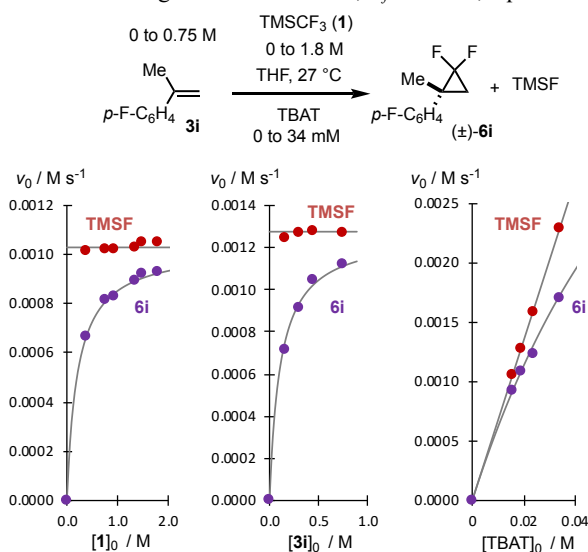 0 to 0.75 M
TMSCF₃ (1)
0 to 1.8 M
THF, 27 °C
TBAT
0 to 34 mM
Me
p-F-C₆H₄
3i
F F
Me
p-F-C₆H₄
(±)-6i
+ TMSF
v₀ / M s⁻¹
0.0012
0.0010
0.0008
0.0006
0.0004
0.0002
0.0000
TMSF
6i
0.0 1.0 2.0
[1]₀ / M
v₀ / M s⁻¹
0.0014
0.0012
0.0010
0.0008
0.0006
0.0004
0.0002
0.0000
TMSF
6i
0.0 0.5 1.0
[3i]₀ / M
v₀ / M s⁻¹
0.0025
0.0020
0.0015
0.0010
0.0005
0.0000
TMSF
6i
0 0.02 0.04
[TBAT]₀ / M